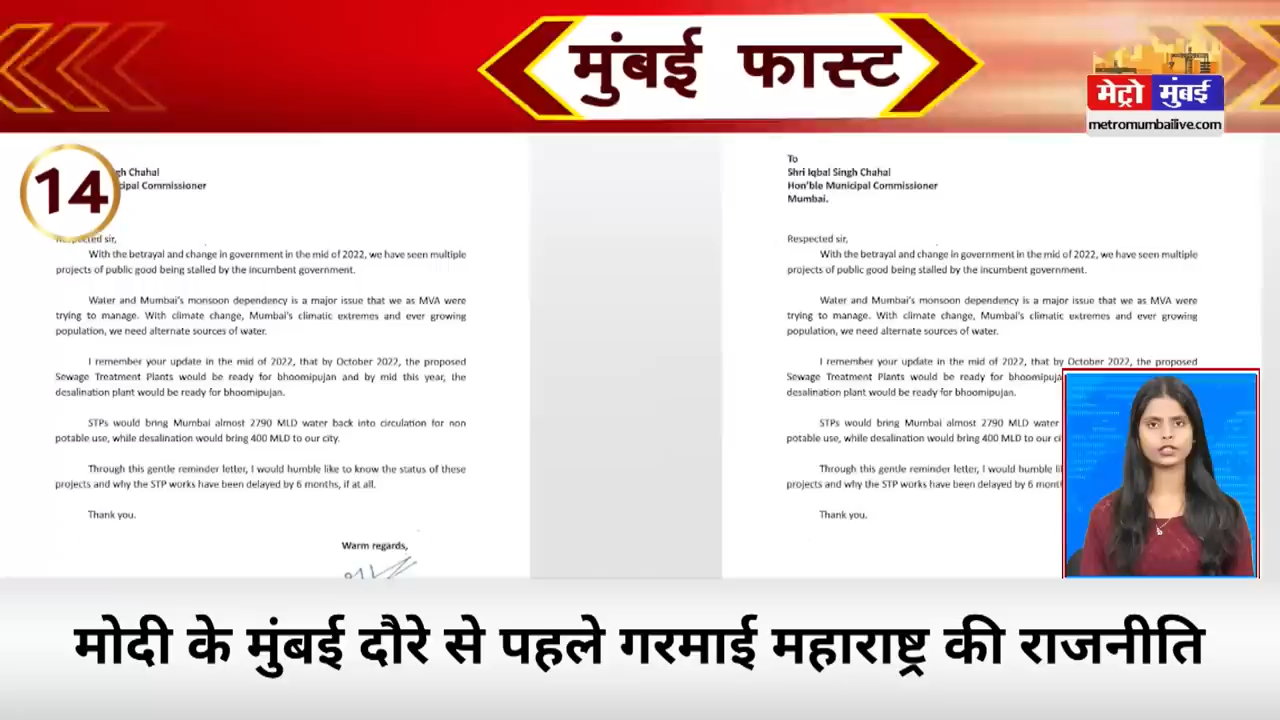 मुंबई फास्ट
मेट्रो मुंबई
metromumbailive.com
14
gh Chahal
cipal Commissioner
Respected sir,
With the betrayal and change in government in the mid of 2022, we have seen multiple
projects of public good being stalled by the incumbent government.
Water and Mumbai's monsoon dependency is a major issue that we as MVA were
trying to manage. With climate change, Mumbai's climatic extremes and ever growing
population, we need alternate sources of water.
I remember your update in the mid of 2022, that by October 2022, the proposed
Sewage Treatment Plants would be ready for bhoomipujan and by mid this year, the
desalination plant would be ready for bhoomipujan.
STPs would bring Mumbai almost 2790 MLD water back into circulation for non
potable use, while desalination would bring 400 MLD to our city.
Through this gentle reminder letter, I would humble like to know the status of these
projects and why the STP works have been delayed by 6 months, if at all.
Thank you.
Warm regards,
To
Shri Iqbal Singh Chahal
Hon'ble Municipal Commissioner
Mumbai.
Respected sir,
With the betrayal and change in government in the mid of 2022, we have seen multiple
projects of public good being stalled by the incumbent government.
Water and Mumbai's monsoon dependency is a major issue that we as MVA were
trying to manage. With climate change, Mumbai's climatic extremes and ever growing
population, we need alternate sources of water.
I remember your update in the mid of 2022, that by October 2022, the proposed
Sewage Treatment Plants would be ready for bhoomipuja
desalination plant would be ready for bhoomipujan.
STPs would bring Mumbai almost 2790 MLD water
potable use, while desalination would bring 400 MLD to our ci
Through this gentle reminder letter, I would humble li
projects and why the STP works have been delayed by 6 mont
Thank you.
मोदी के मुंबई दौरे से पहले गरमाई महाराष्ट्र की राजनीति